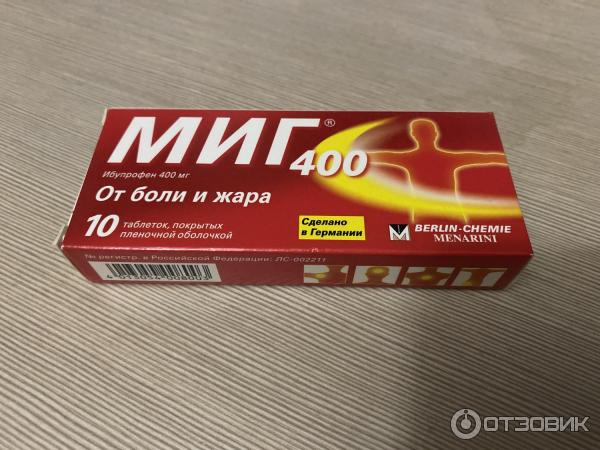 МИГ® 400
Ибупрофен 400 мг
От боли и жара
10 таблеток, покрытых
пленочной оболочкой
Сделано
в Германии
BERLIN-CHEMIE
MENARINI
№ регистр. в Российской Федерации: ЛС-002211
ОТЗОВИК